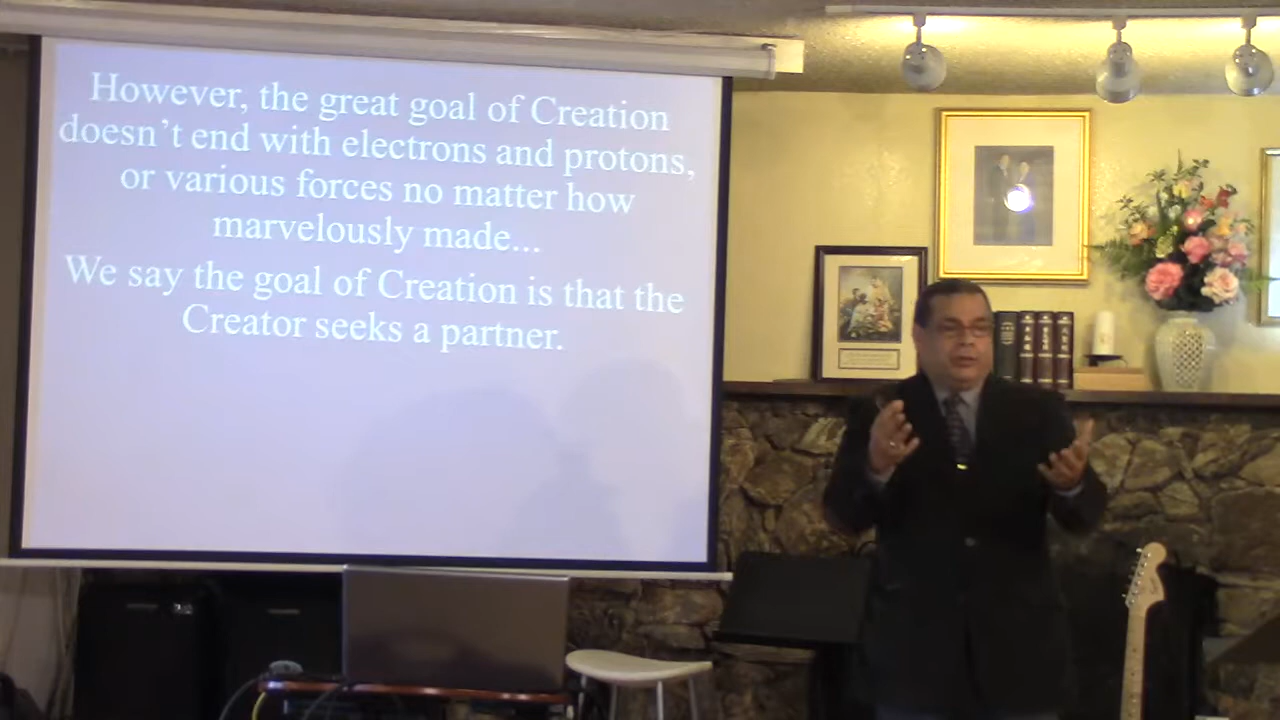 However, the great goal of Creation
doesn't end with electrons and protons,
or various forces no matter how
marvelously made...
We say the goal of Creation is that the
Creator seeks a partner.